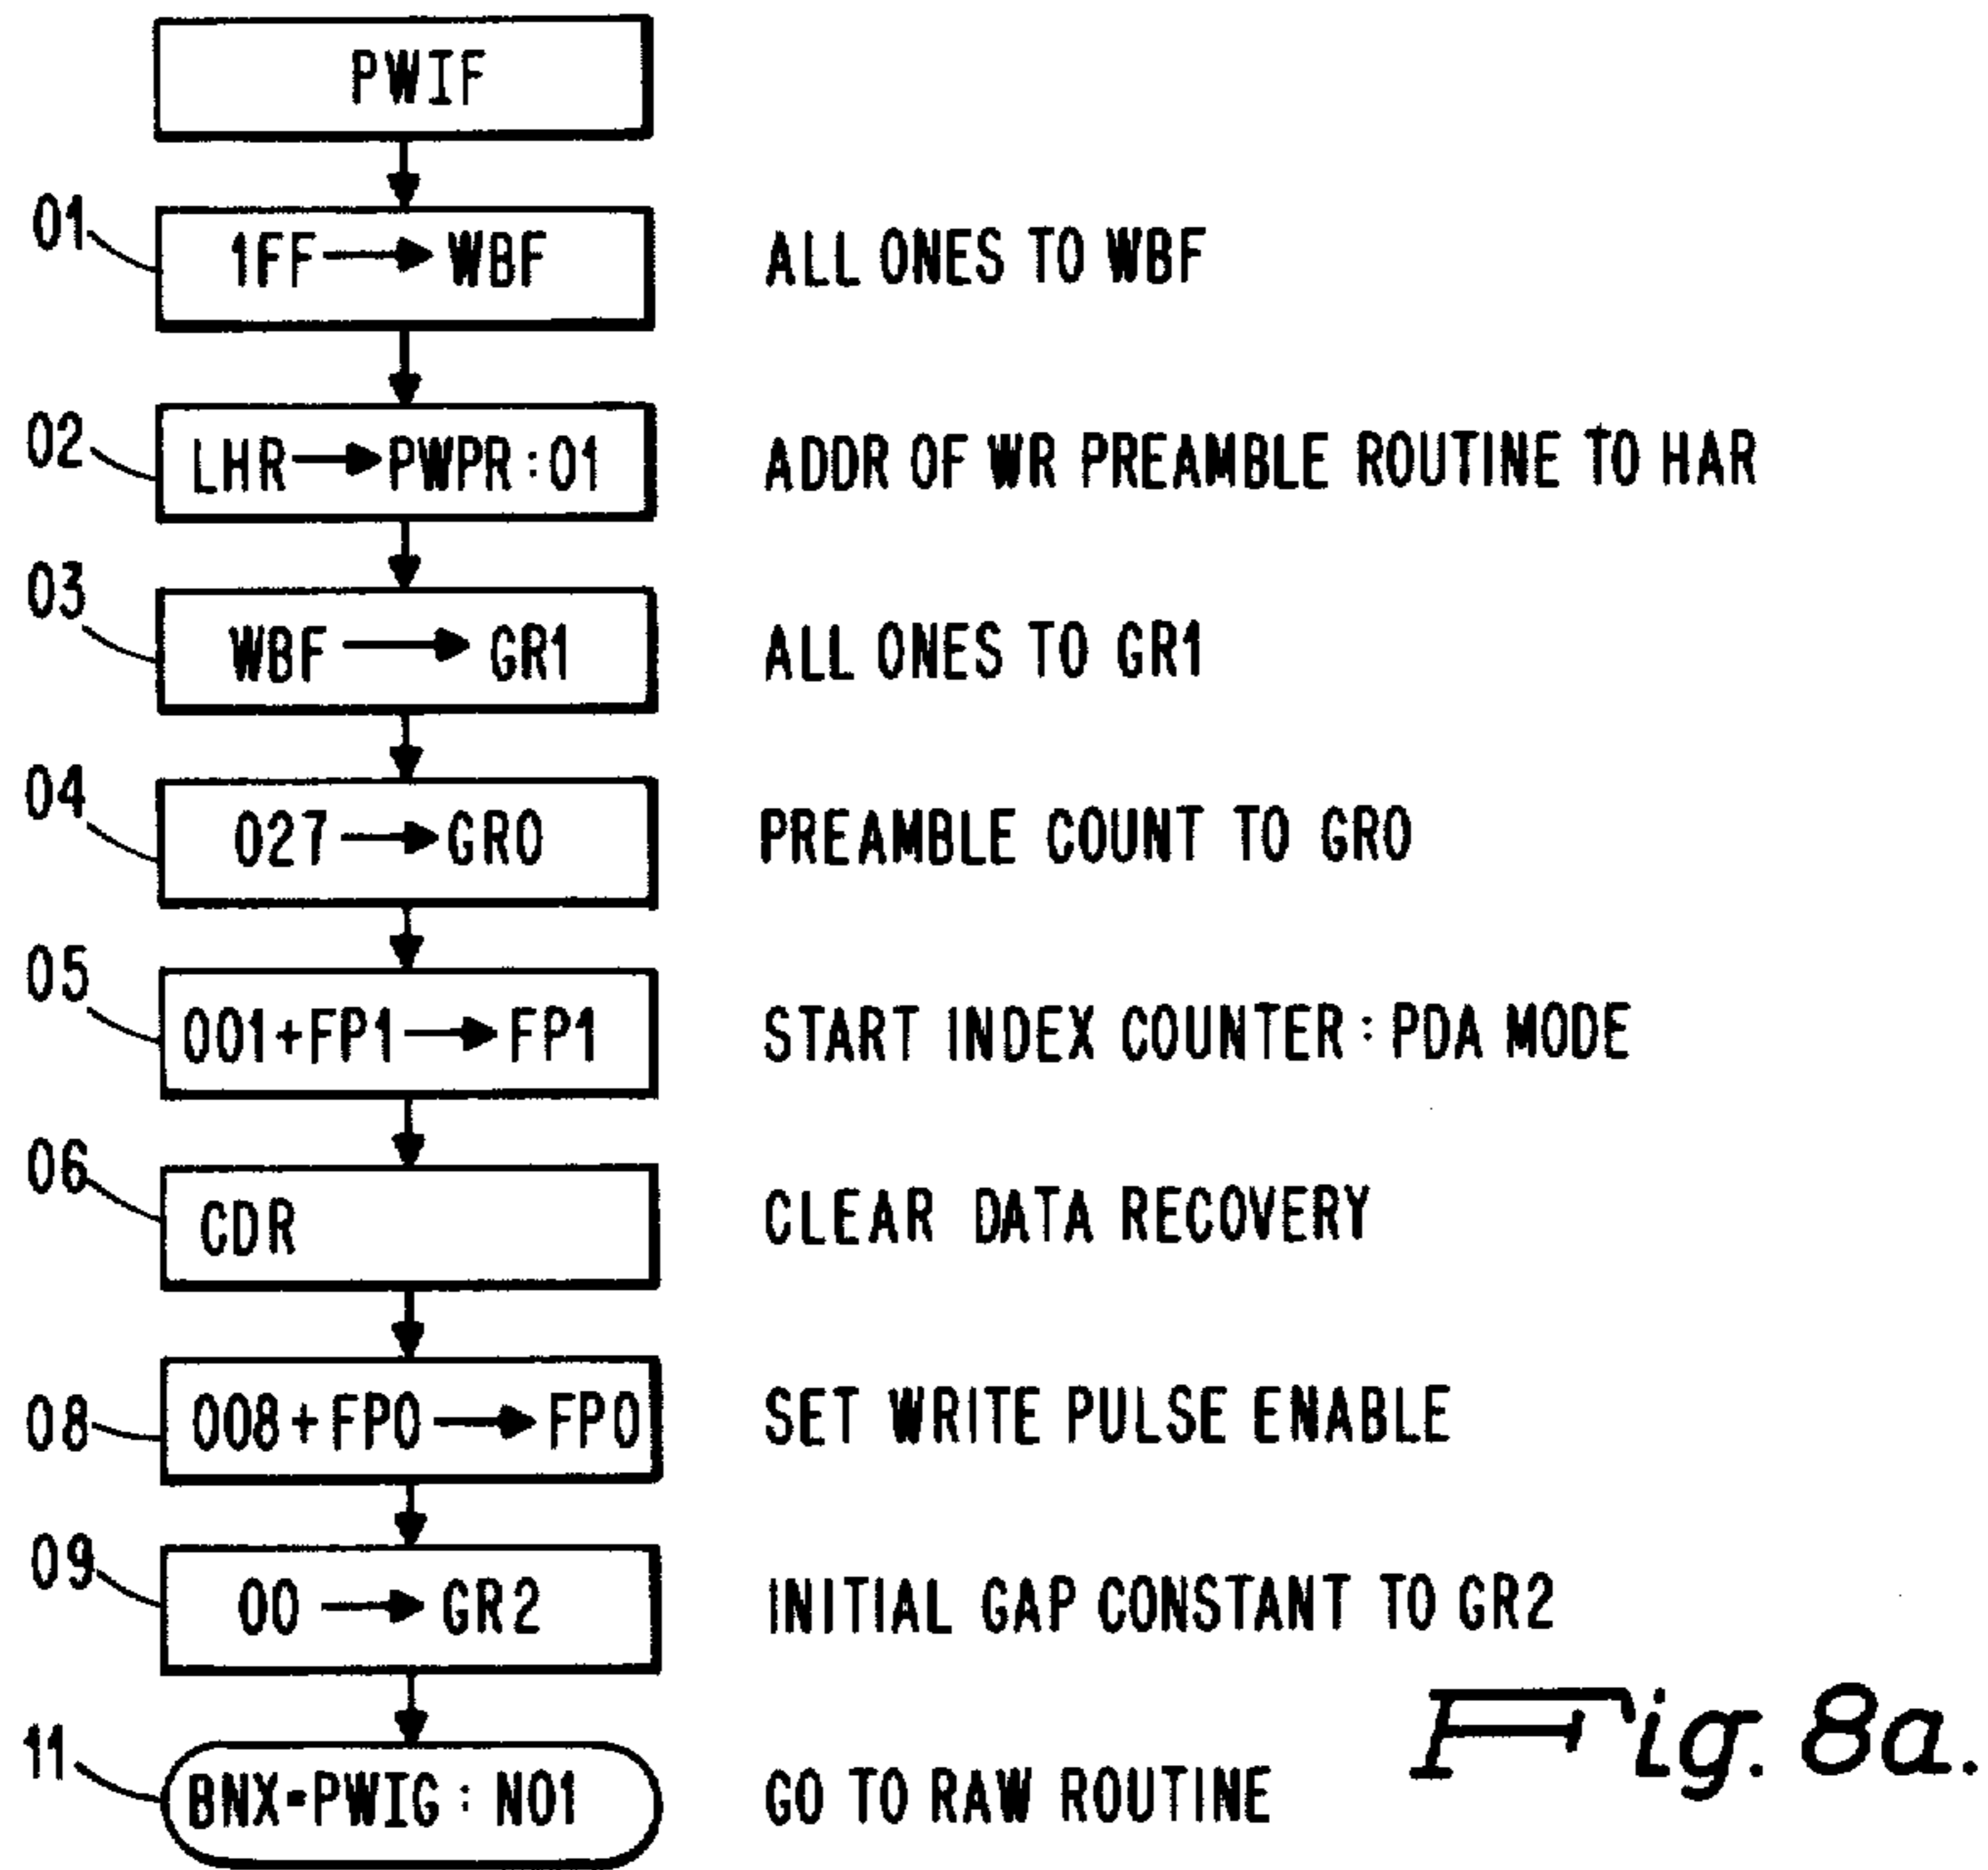 PWIF
01
1FF → WBF
ALL ONES TO WBF
02
LHR → PWPR : 01
ADDR OF WR PREAMBLE ROUTINE TO HAR
03
WBF → GR1
ALL ONES TO GR1
04
027 → GR0
PREAMBLE COUNT TO GR0
05
001+FP1 → FP1
START INDEX COUNTER : PDA MODE
06
CDR
CLEAR DATA RECOVERY
08
008+FP0 → FP0
SET WRITE PULSE ENABLE
09
00 → GR2
INITIAL GAP CONSTANT TO GR2
11
BNX-PWIG : N01
GO TO RAW ROUTINE
Fig. 8a.